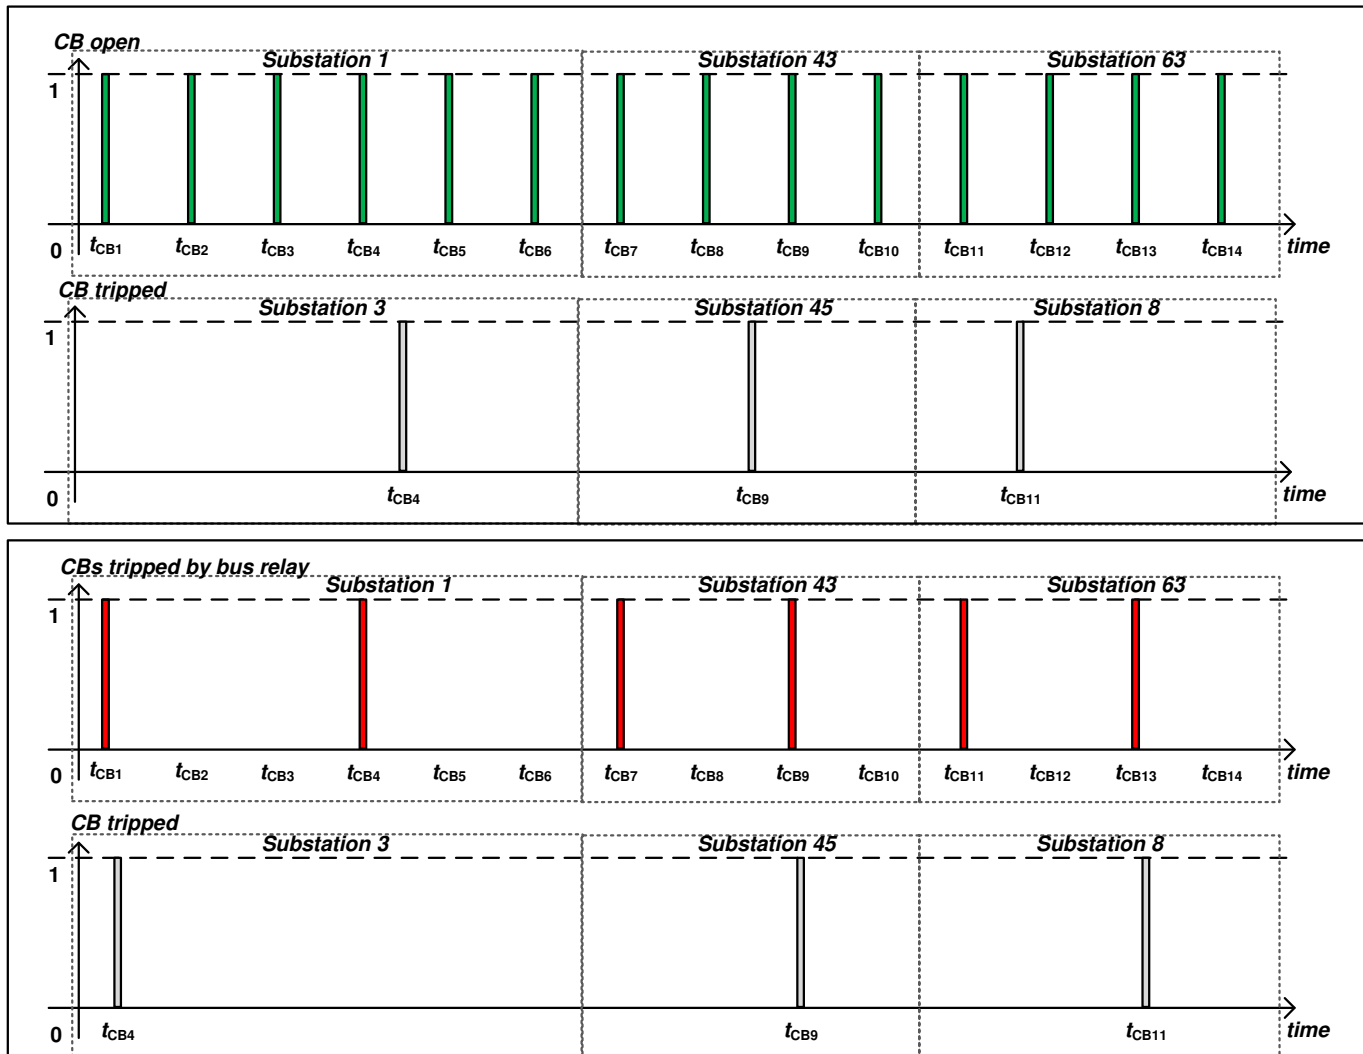 CB open
Substation 1 Substation 43 Substation 63
1
0 tCB1 tCB2 tCB3 tCB4 tCB5 tCB6 tCB7 tCB8 tCB9 tCB10 tCB11 tCB12 tCB13 tCB14 time
CB tripped
Substation 3 Substation 45 Substation 8
1
0 tCB4 tCB9 tCB11 time
CBs tripped by bus relay
Substation 1 Substation 43 Substation 63
1
0 tCB1 tCB2 tCB3 tCB4 tCB5 tCB6 tCB7 tCB8 tCB9 tCB10 tCB11 tCB12 tCB13 tCB14 time
CB tripped
Substation 3 Substation 45 Substation 8
1
0 tCB4 tCB9 tCB11 time